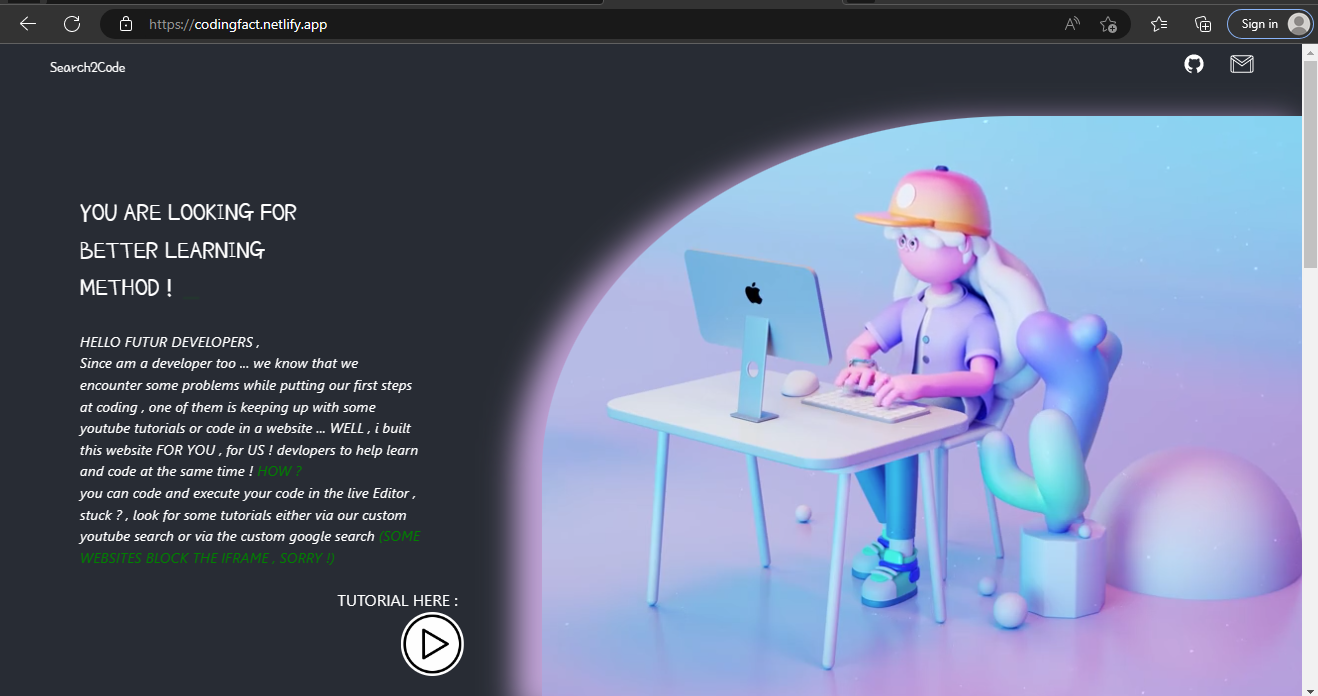 https://codingfact.netlify.app
Sign in
Search2Code
YOU ARE LOOKING FOR
BETTER LEARNING
METHOD !
HELLO FUTUR DEVELOPERS ,
Since am a developer too ... we know that we
encounter some problems while putting our first steps
at coding , one of them is keeping up with some
youtube tutorials or code in a website ... WELL , i built
this website FOR YOU , for US ! devlopers to help learn
and code at the same time ! HOW ?
you can code and execute your code in the live Editor ,
stuck ? , look for some tutorials either via our custom
youtube search or via the custom google search (SOME
WEBSITES BLOCK THE IFRAME , SORRY !)
TUTORIAL HERE :